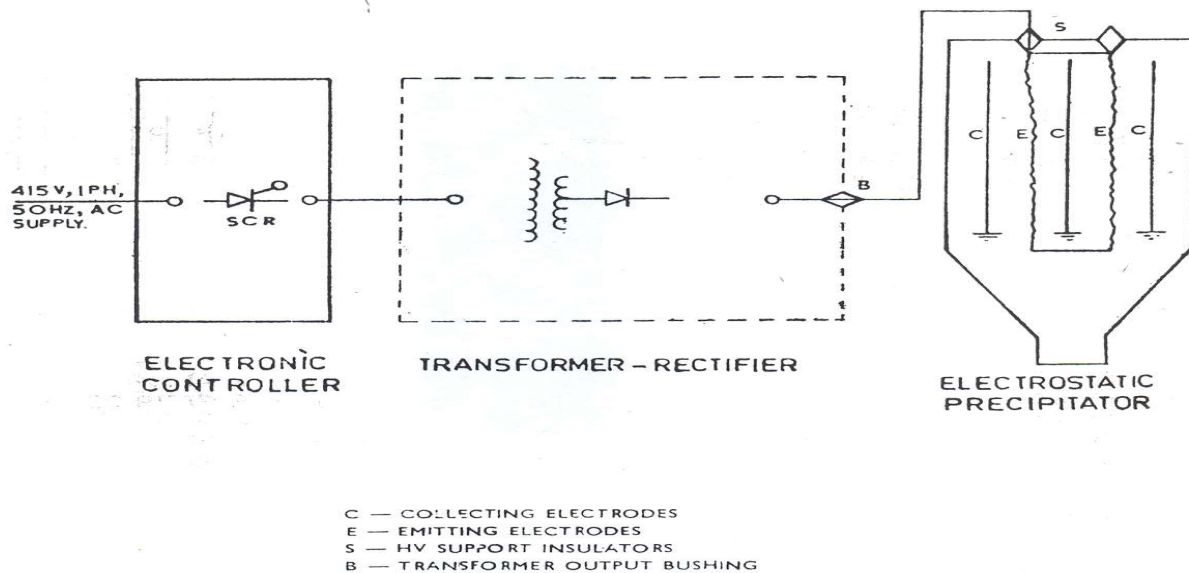 415V, 1PH,
50HZ, AC
SUPPLY.
SCR
B
S
C
E
C
E
C
ELECTRONIC
CONTROLLER
TRANSFORMER – RECTIFIER
ELECTROSTATIC
PRECIPITATOR
C — COLLECTING ELECTRODES
E — EMITTING ELECTRODES
S — HV SUPPORT INSULATORS
B — TRANSFORMER OUTPUT BUSHING